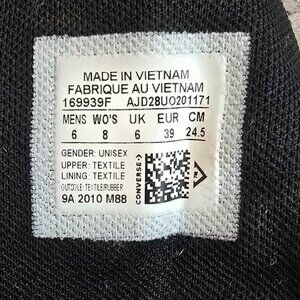 MADE IN VIETNAM
FABRIQUE AU VIETNAM
169939F AJD28UO201171
MENS WO'S UK EUR CM
6 8 6 39 24.5
GENDER: UNISEX
UPPER: TEXTILE
LINING: TEXTILE
OUTSOLE: TEXTILE/RUBBER
9A 2010 M88
CONVERSE